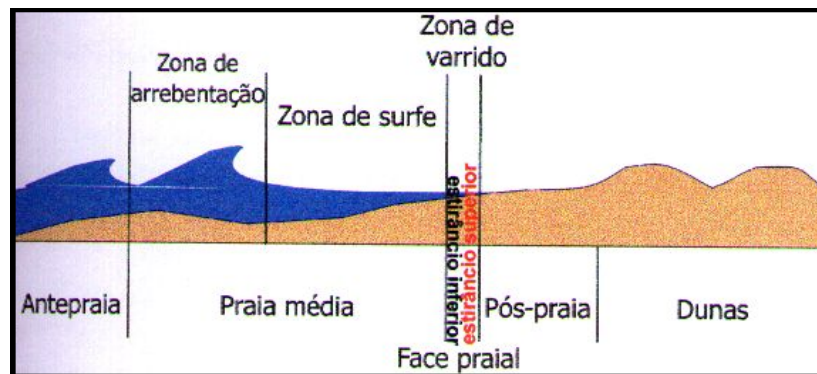 Zona de
varrido
Zona de
arrebentação
Zona de surfe
estirâncio inferior
estirâncio superior
Antepraia
Praia média
Pós-praia
Dunas
Face praial